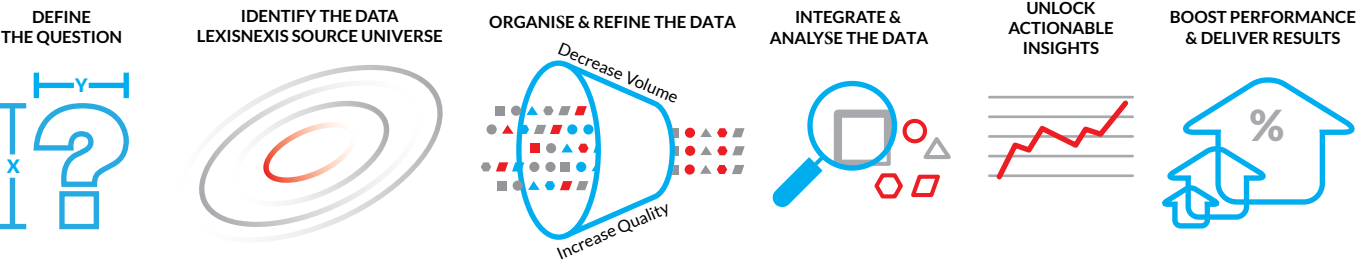 DEFINE
THE QUESTION
Y
X
IDENTIFY THE DATA
LEXISNEXIS SOURCE UNIVERSE
ORGANISE & REFINE THE DATA
Decrease Volume
Increase Quality
INTEGRATE &
ANALYSE THE DATA
UNLOCK
ACTIONABLE
INSIGHTS
BOOST PERFORMANCE
& DELIVER RESULTS
%